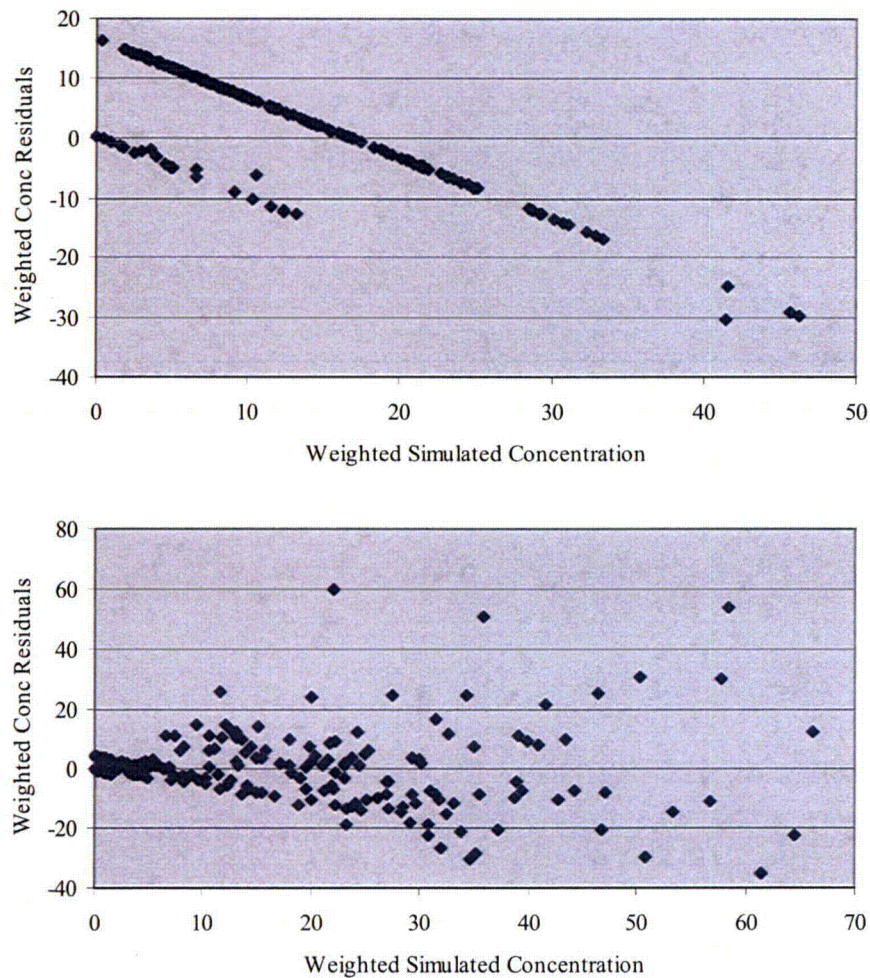 20
10
0
-10
-20
-30
-40
Weighted Conc Residuals
0 10 20 30 40 50
Weighted Simulated Concentration
80
60
40
20
0
-20
-40
Weighted Conc Residuals
0 10 20 30 40 50 60 70
Weighted Simulated Concentration